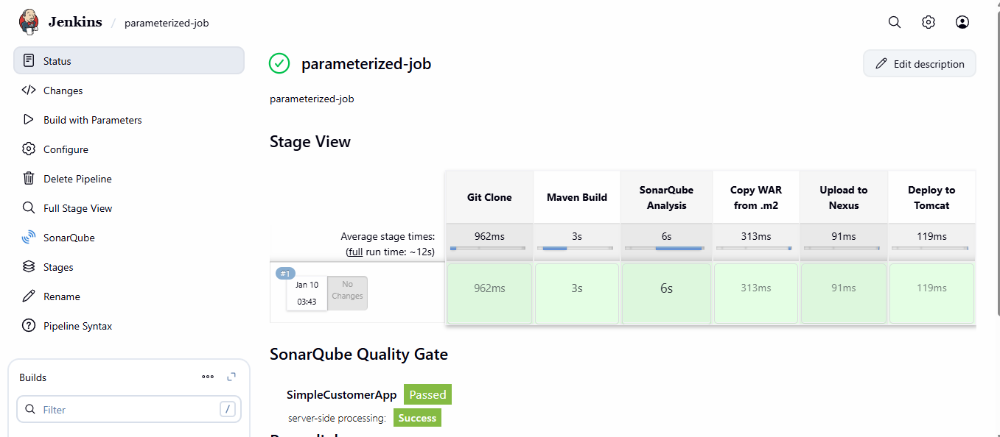 Jenkins / parameterized-job
Status
Changes
Build with Parameters
Configure
Delete Pipeline
Full Stage View
SonarQube
Stages
Rename
Pipeline Syntax
Builds
Filter /
parameterized-job
Edit description
parameterized-job
Stage View
Git Clone
Maven Build
SonarQube
Analysis
Copy WAR
from .m2
Upload to
Nexus
Deploy to
Tomcat
Average stage times:
(full run time: ~12s)
962ms 3s 6s 313ms 91ms 119ms
#1
Jan 10
03:43
No
Changes
962ms 3s 6s 313ms 91ms 119ms
SonarQube Quality Gate
SimpleCustomerApp Passed
server-side processing: Success